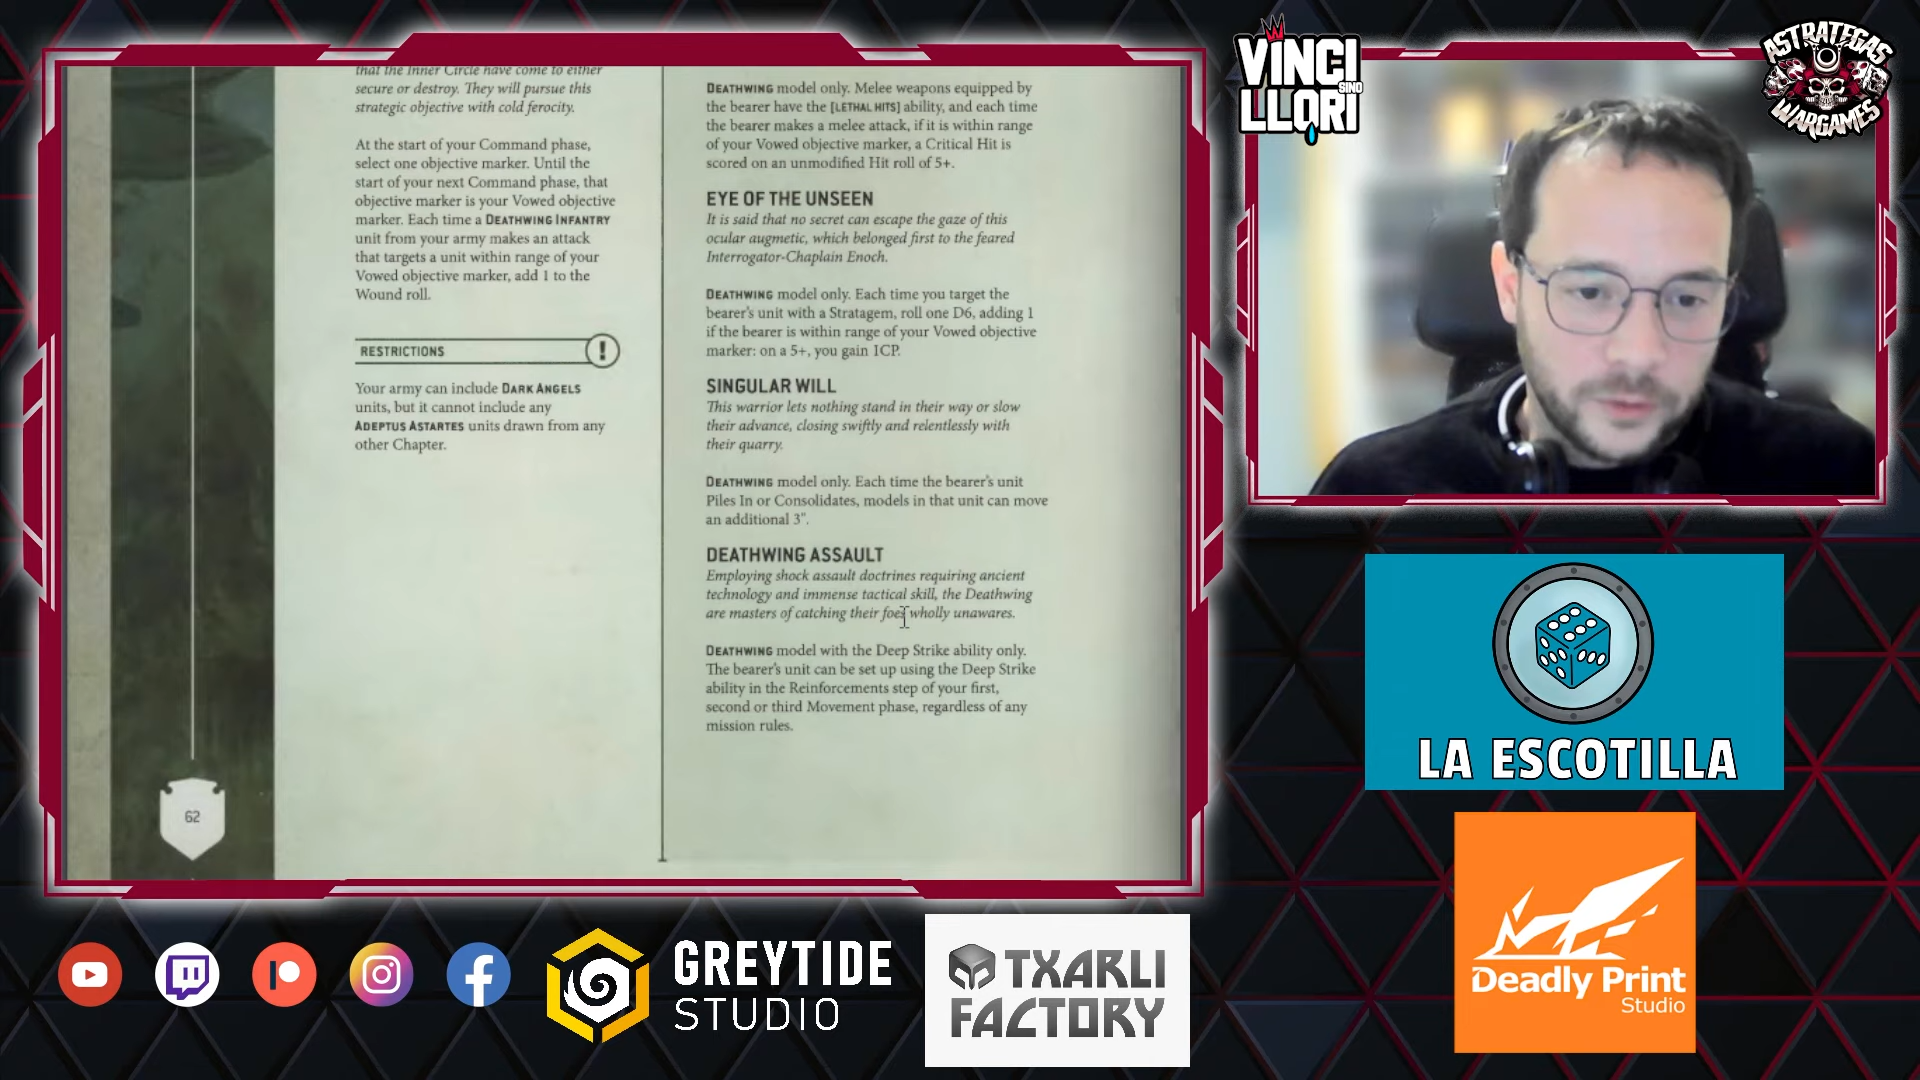 that the Inner Circle have come to either
secure or destroy. They will pursue this
strategic objective with cold ferocity.
At the start of your Command phase,
select one objective marker. Until the
start of your next Command phase, that
objective marker is your Vowed objective
marker. Each time a DEATHWING INFANTRY
unit from your army makes an attack
that targets a unit within range of your
Vowed objective marker, add 1 to the
Wound roll.
RESTRICTIONS
!
Your army can include DARK ANGELS
units, but it cannot include any
ADEPTUS ASTARTES units drawn from any
other Chapter.
62
DEATHWING model only. Melee weapons equipped by
the bearer have the [LETHAL HITS] ability, and each time
the bearer makes a melee attack, if it is within range
of your Vowed objective marker, a Critical Hit is
scored on an unmodified Hit roll of 5+.
EYE OF THE UNSEEN
It is said that no secret can escape the gaze of this
ocular augmetic, which belonged first to the feared
Interrogator-Chaplain Enoch.
DEATHWING model only. Each time you target the
bearer's unit with a Stratagem, roll one D6, adding 1
if the bearer is within range of your Vowed objective
marker: on a 5+, you gain 1CP.
SINGULAR WILL
This warrior lets nothing stand in their way or slow
their advance, closing swiftly and relentlessly with
their quarry.
DEATHWING model only. Each time the bearer's unit
Piles In or Consolidates, models in that unit can move
an additional 3".
DEATHWING ASSAULT
Employing shock assault doctrines requiring ancient
technology and immense tactical skill, the Deathwing
are masters of catching their foes wholly unawares.
DEATHWING model with the Deep Strike ability only.
The bearer's unit can be set up using the Deep Strike
ability in the Reinforcements step of your first,
second or third Movement phase, regardless of any
mission rules.
VINCI
SINO
LLORI
ASTRATEGAS
WARGAMES
LA ESCOTILLA
Deadly Print
Studio
GREYTIDE
STUDIO
TXARLI
FACTORY